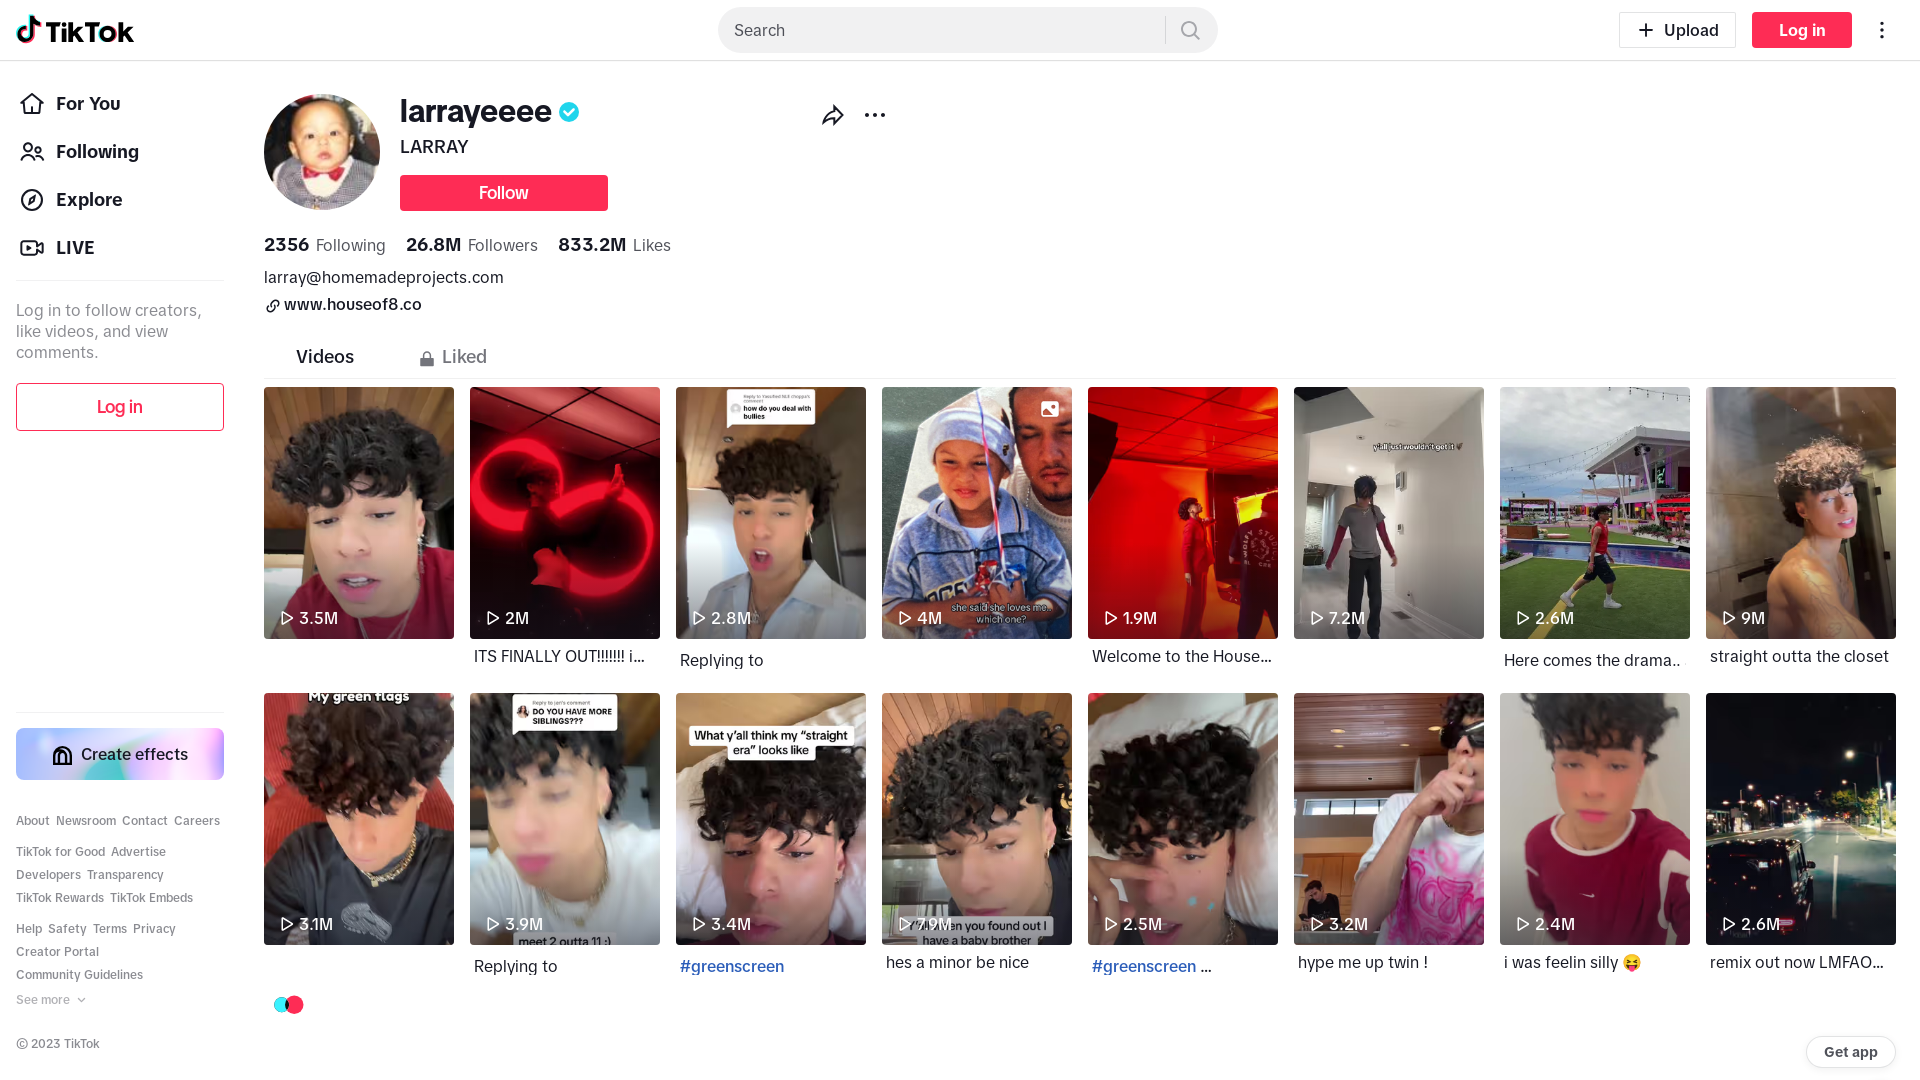 TikTok
Search
Upload
Log in
For You
Following
Explore
LIVE
Log in to follow creators,
like videos, and view
comments.
Log in
Create effects
About Newsroom Contact Careers
TikTok for Good Advertise
Developers Transparency
TikTok Rewards TikTok Embeds
Help Safety Terms Privacy
Creator Portal
Community Guidelines
See more
© 2023 TikTok
larrayeeee
LARRAY
Follow
2356 Following 26.8M Followers 833.2M Likes
larray@homemadeprojects.com
www.houseof8.co
Videos
Liked
3.5M
2M
ITS FINALLY OUT!!!!!!! i...
how do you deal with
bullies
2.8M
Replying to
she said she loves me..
which one?
4M
1.9M
Welcome to the House...
y'all just wouldn't get it
7.2M
2.6M
Here comes the drama..
9M
straight outta the closet
My green flags
3.1M
Reply to jen's comment
DO YOU HAVE MORE
SIBLINGS???
3.9M
meet 2 outta 11 :)
Replying to
What y'all think my “straight
era” looks like
3.4M
#greenscreen
7.9M
en you found out I
have a baby brother
hes a minor be nice
2.5M
#greenscreen ...
3.2M
hype me up twin !
2.4M
i was feelin silly 😝
2.6M
remix out now LMFAO...
Get app